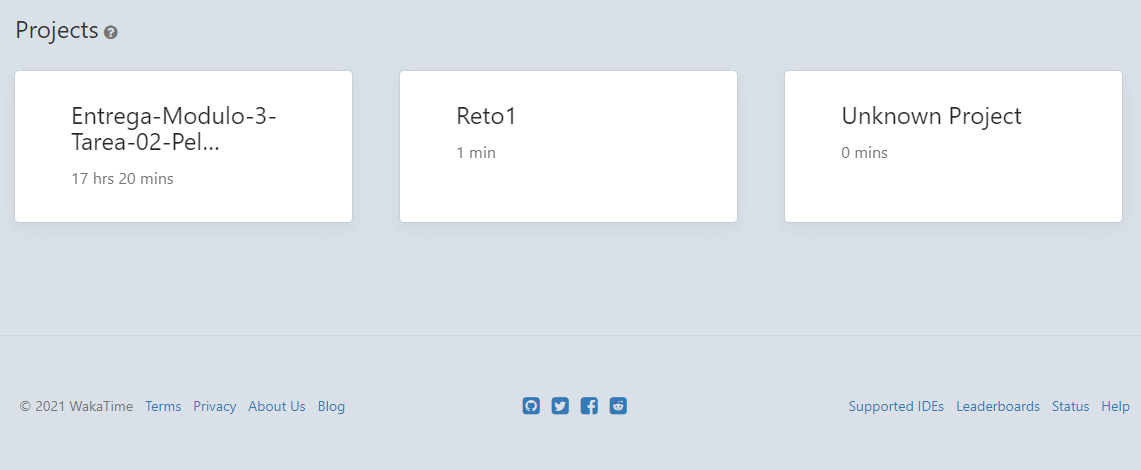 Projects
Entrega-Modulo-3-
Tarea-02-Pel...
17 hrs 20 mins
Reto1
1 min
Unknown Project
0 mins
© 2021 WakaTime Terms Privacy About Us Blog
Supported IDEs Leaderboards Status Help